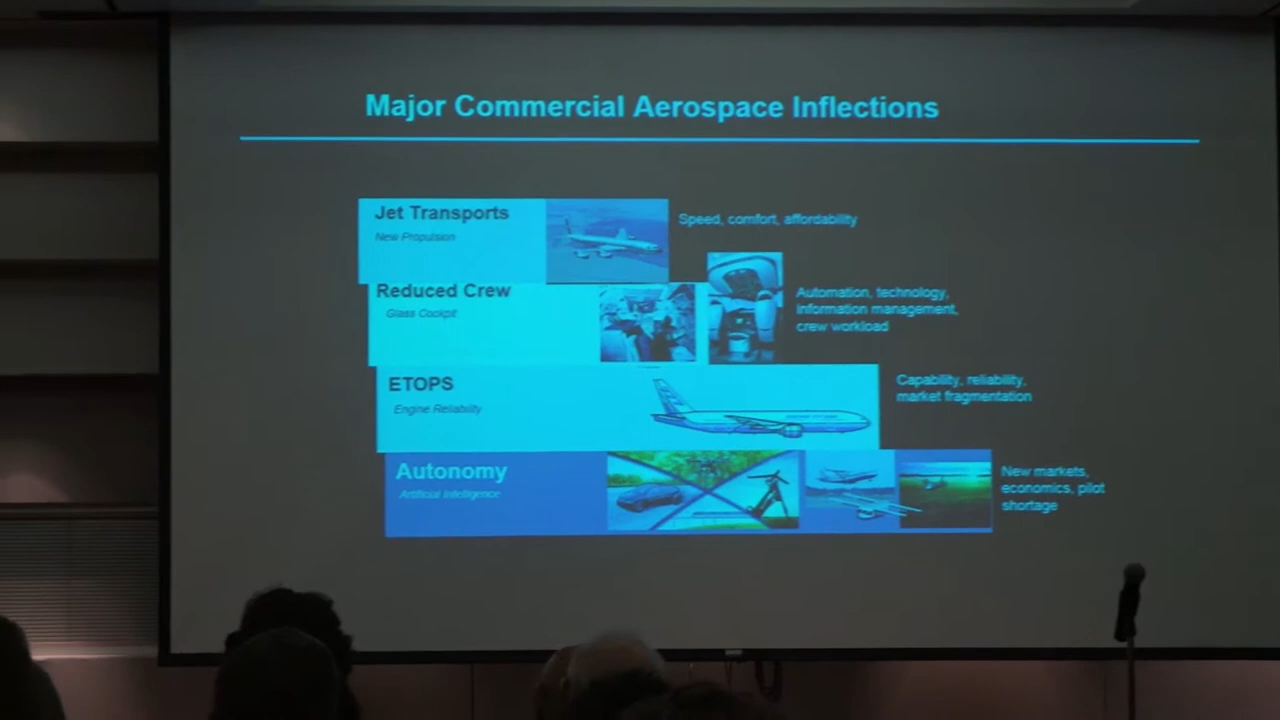 Major Commercial Aerospace Inflections
Jet Transports
New Propulsion
Speed, comfort, affordability
Reduced Crew
Glass Cockpit
Automation, technology,
information management,
crew workload
ETOPS
Engine Reliability
Capability, reliability,
market fragmentation
Autonomy
Artificial Intelligence
New markets,
economics, pilot
shortage